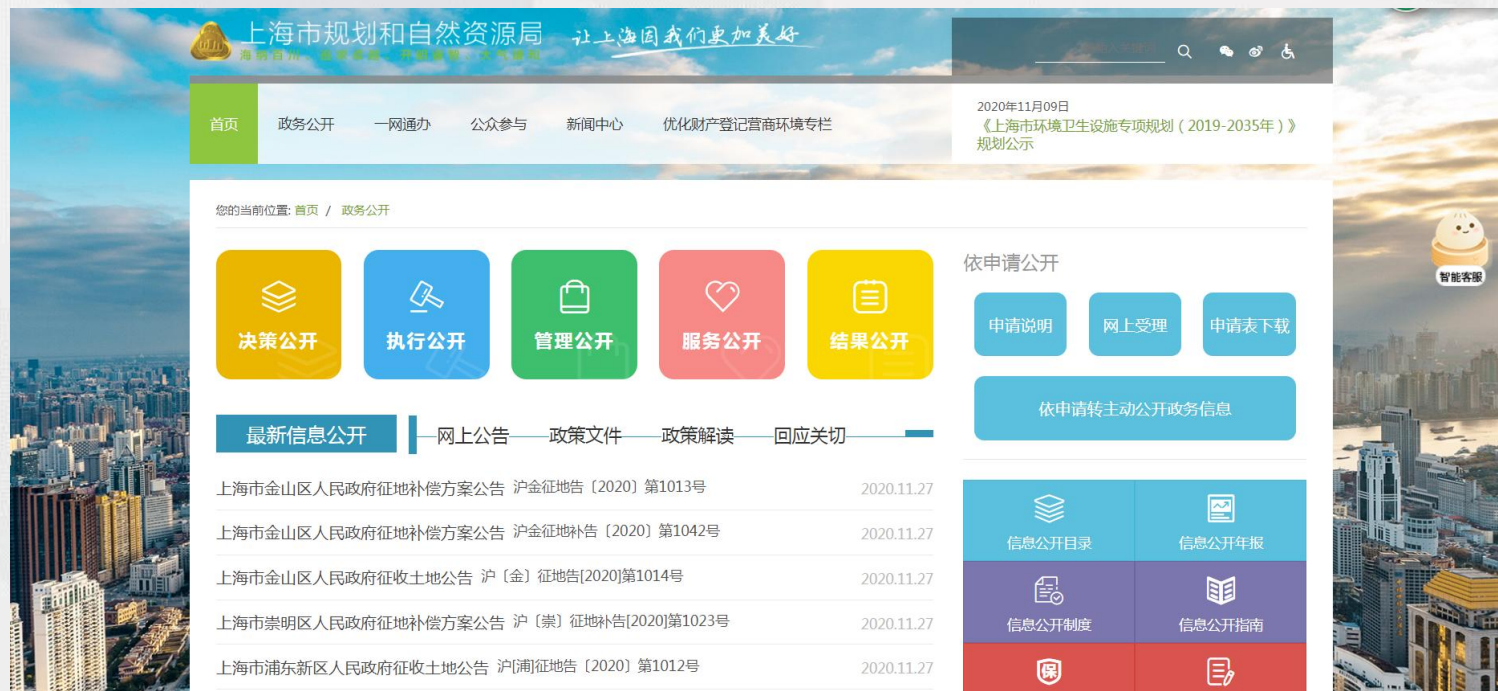 上海市规划和自然资源局
让上海因我们更加美好
首页 政务公开 一网通办 公众参与 新闻中心 优化财产登记营商环境专栏
2020年11月09日
《上海市环境卫生设施专项规划（2019-2035年）》
规划公示
您的当前位置: 首页 / 政务公开
决策公开 执行公开 管理公开 服务公开 结果公开
依申请公开
申请说明 网上受理 申请表下载
依申请转主动公开政务信息
智能客服
最新信息公开 网上公告 政策文件 政策解读 回应关切
上海市金山区人民政府征地补偿方案公告 沪金征地告〔2020〕第1013号 2020.11.27
上海市金山区人民政府征地补偿方案公告 沪金征地补告〔2020〕第1042号 2020.11.27
上海市金山区人民政府征收土地公告 沪〔金〕征地告[2020]第1014号 2020.11.27
上海市崇明区人民政府征地补偿方案公告 沪〔崇〕征地补告[2020]第1023号 2020.11.27
上海市浦东新区人民政府征收土地公告 沪[浦]征地告〔2020〕第1012号 2020.11.27
信息公开目录 信息公开年报
信息公开制度 信息公开指南
保